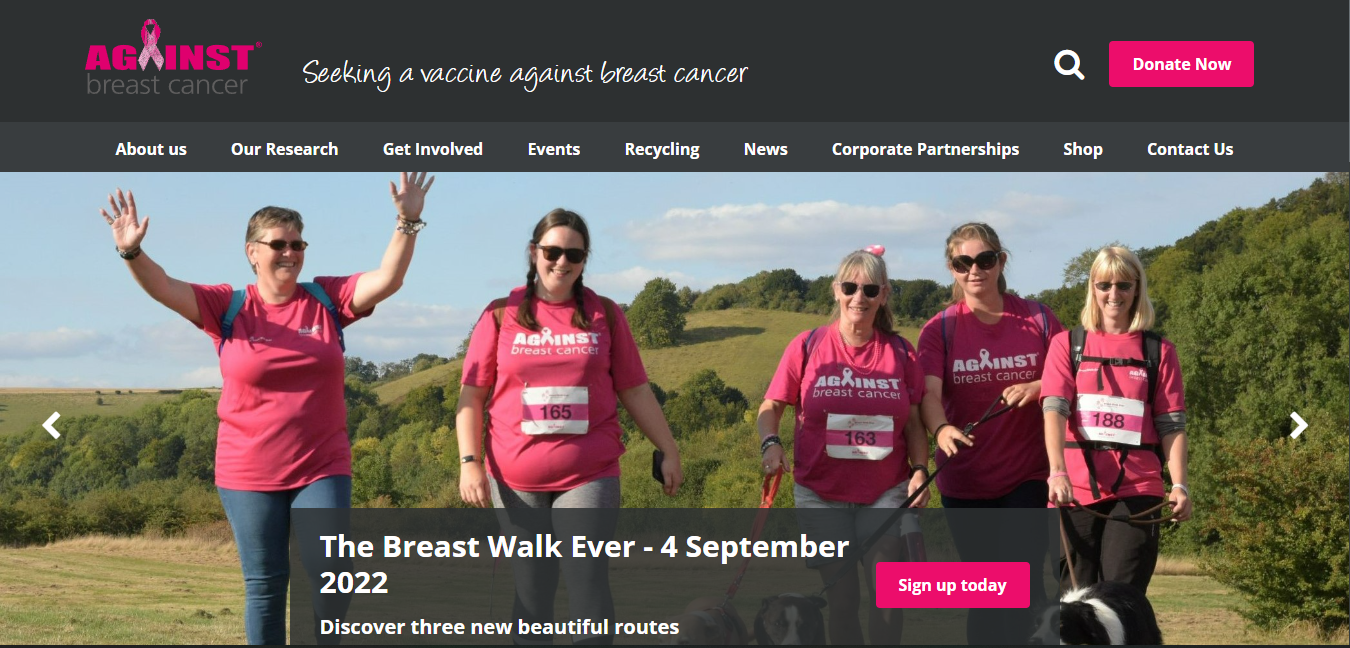 AGAINST®
breast cancer
Seeking a vaccine against breast cancer
Donate Now
About us
Our Research
Get Involved
Events
Recycling
News
Corporate Partnerships
Shop
Contact Us
AGAINST
breast cancer
165
AGAINST
breast cancer
163
AGAINST
breast cancer
188
The Breast Walk Ever - 4 September
2022
Sign up today
Discover three new beautiful routes